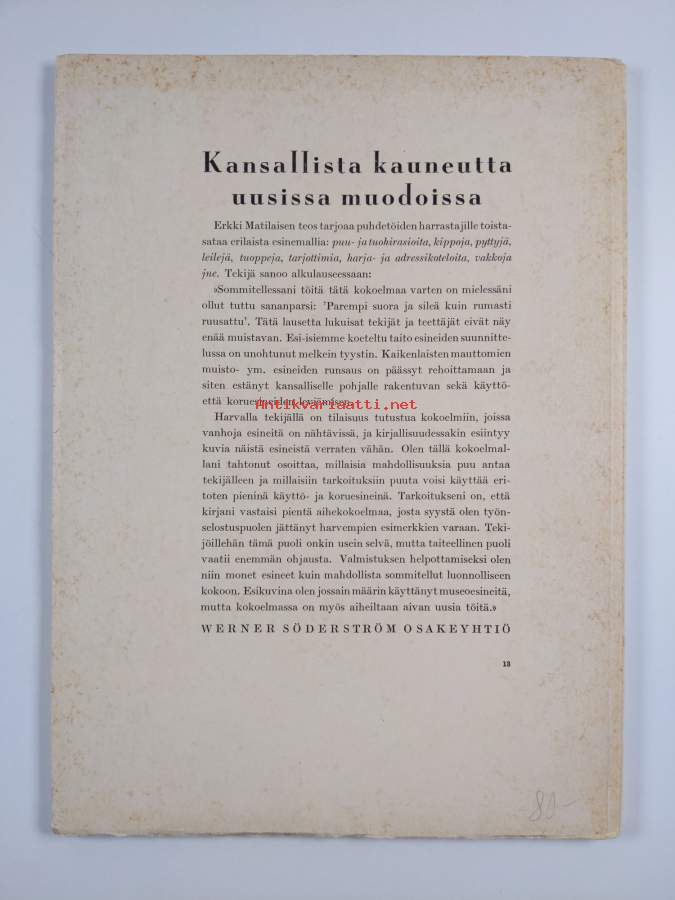 Kansallista kauneutta
uusissa muodoissa
Erkki Matilaisen teos tarjoaa puhdetöiden harrastajille toista-
sataa erilaista esinemallia: puu- ja tuohirasioita, kippoja, pyttyjä,
leilejä, tuoppeja, tarjottimia, harja- ja adressikoteloita, vakkoja
jne. Tekijä sanoo alkulauseessaan:
»Sommitellessani töitä tätä kokoelmaa varten on mielessäni
ollut tuttu sananparsi: 'Parempi suora ja sileä kuin rumasti
ruusattu'. Tätä lausetta lukuisat tekijät ja teettäjät eivät näy
enää muistavan. Esi-isiemme koeteltu taito esineiden suunnitte-
lussa on unohtunut melkein tyystin. Kaikenlaisten mauttomien
muisto- ym. esineiden runsaus on päässyt rehoittamaan ja
siten estänyt kansalliselle pohjalle rakentuvan sekä käyttö-
että koruesineiden leviämisen.
Antikvariaatti.net
Harvalla tekijällä on tilaisuus tutustua kokoelmiin, joissa
vanhoja esineitä on nähtävissä, ja kirjallisuudessakin esiintyy
kuvia näistä esineistä verraten vähän. Olen tällä kokoelmal-
lani tahtonut osoittaa, millaisia mahdollisuuksia puu antaa
tekijälleen ja millaisiin tarkoituksiin puuta voisi käyttää eri-
toten pieninä käyttö- ja koruesineinä. Tarkoitukseni on, että
kirjani vastaisi pientä aihekokoelmaa, josta syystä olen työn-
selostuspuolen jättänyt harvempien esimerkkien varaan. Teki-
jöillehän tämä puoli onkin usein selvä, mutta taiteellinen puoli
vaatii enemmän ohjausta. Valmistuksen helpottamiseksi olen
niin monet esineet kuin mahdollista sommitellut luonnolliseen
kokoon. Esikuvina olen jossain määrin käyttänyt museoesineitä,
mutta kokoelmassa on myös aiheiltaan aivan uusia töitä.»
WERNER SÖDERSTRÖM OSAKEYHTIÖ
13
80-